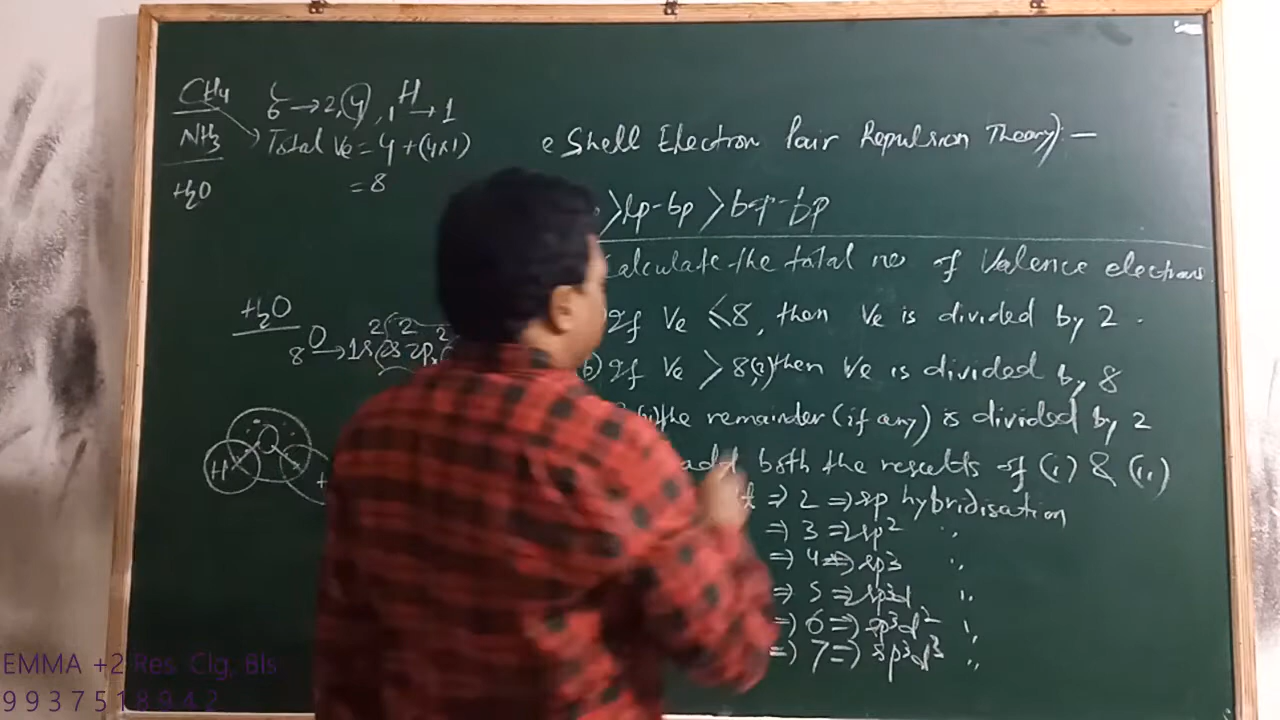 CH4
6 → 2, 4, 1H → 1
NH3
Total Ve = 4 + (4×1)
= 8
H2O
e Shell Electron Pair Repulsion Theory) :-
> lp-bp > bp-bp
Calculate the total no of Valence electrons
If Ve ≤ 8, then Ve is divided by 2.
b) If Ve > 8, (i) then Ve is divided by 8
(ii) the remainder (if any) is divided by 2
add both the results of (i) & (ii)
⇒ 2 ⇒ sp hybridisation
⇒ 3 ⇒ sp2 "
⇒ 4 ⇒ sp3 "
⇒ 5 ⇒ sp3d "
⇒ 6 ⇒ sp3d2 "
⇒ 7 ⇒ sp3d3 "
H2O
8O → 1s2 2s2 2px2
O
H
H
EMMA +2 Res. Clg, Bls
9937518942